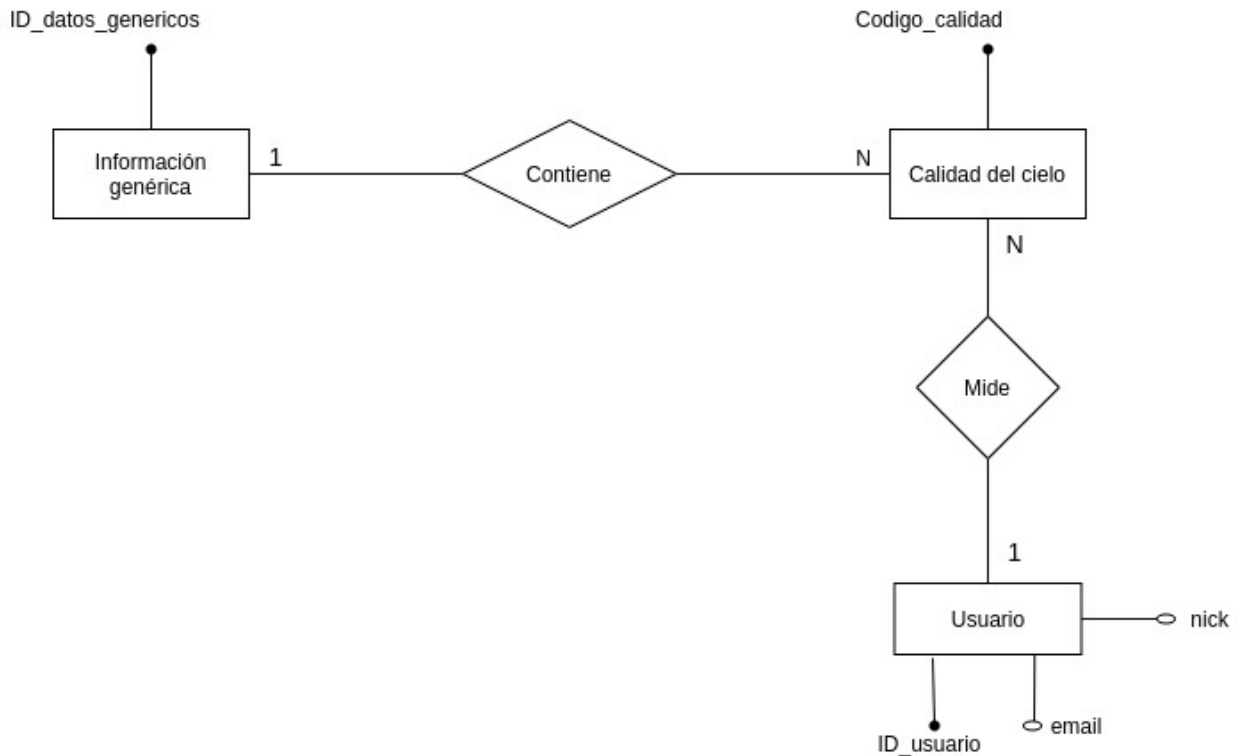 ID_datos_genericos
Codigo_calidad
Información
genérica
1
Contiene
N
Calidad del cielo
N
Mide
1
Usuario
nick
email
ID_usuario